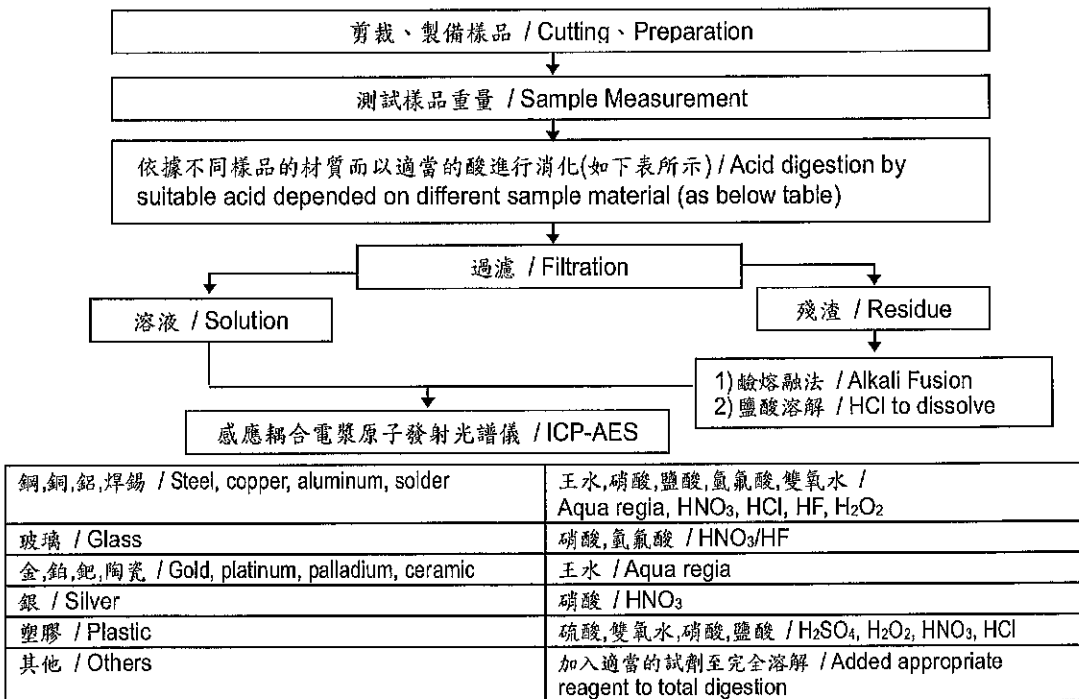 剪裁、製備樣品 / Cutting、Preparation
測試樣品重量 / Sample Measurement
依據不同樣品的材質而以適當的酸進行消化(如下表所示) / Acid digestion by
suitable acid depended on different sample material (as below table)
過濾 / Filtration
溶液 / Solution
殘渣 / Residue
1)鹼熔融法 / Alkali Fusion
2)鹽酸溶解 / HCl to dissolve
感應耦合電漿原子發射光譜儀 / ICP-AES
鋼,銅,鋁,焊錫 / Steel, copper, aluminum, solder
王水,硝酸,鹽酸,氫氟酸,雙氧水 /
Aqua regia, HNO₃, HCl, HF, H₂O₂
玻璃 / Glass
硝酸,氫氟酸 / HNO₃/HF
金,鉑,鈀,陶瓷 / Gold, platinum, palladium, ceramic
王水 / Aqua regia
銀 / Silver
硝酸 / HNO₃
塑膠 / Plastic
硫酸,雙氧水,硝酸,鹽酸 / H₂SO₄, H₂O₂, HNO₃, HCl
其他 / Others
加入適當的試劑至完全溶解 / Added appropriate
reagent to total digestion